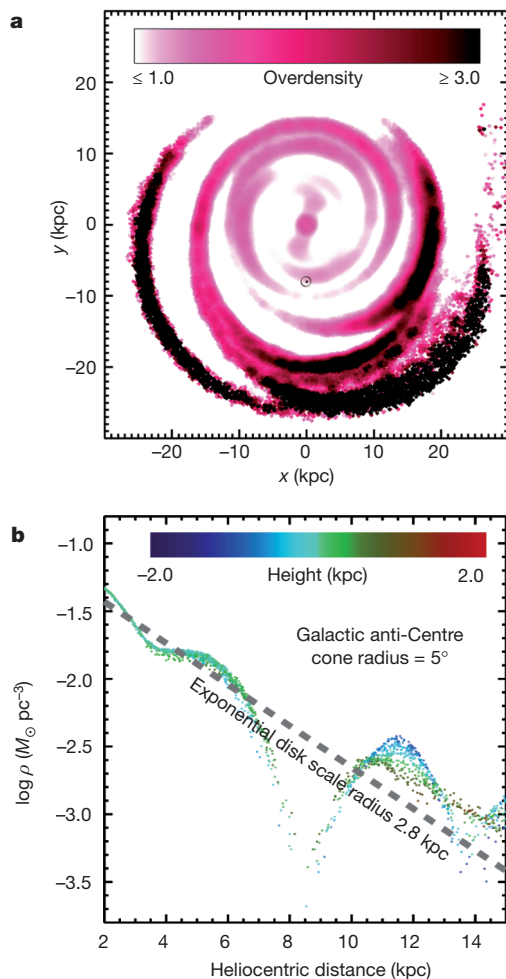 a
30
20
10
0
−10
−20
−30
y (kpc)
≤ 1.0 Overdensity ≥ 3.0
−20 −10 0 10 20
x (kpc)
b
−1.0
−1.5
−2.0
−2.5
−3.0
−3.5
log ρ (M⊙ pc−3)
−2.0 2.0
Height (kpc)
Galactic anti-Centre
cone radius = 5°
Exponential disk scale radius 2.8 kpc
2 4 6 8 10 12 14
Heliocentric distance (kpc)